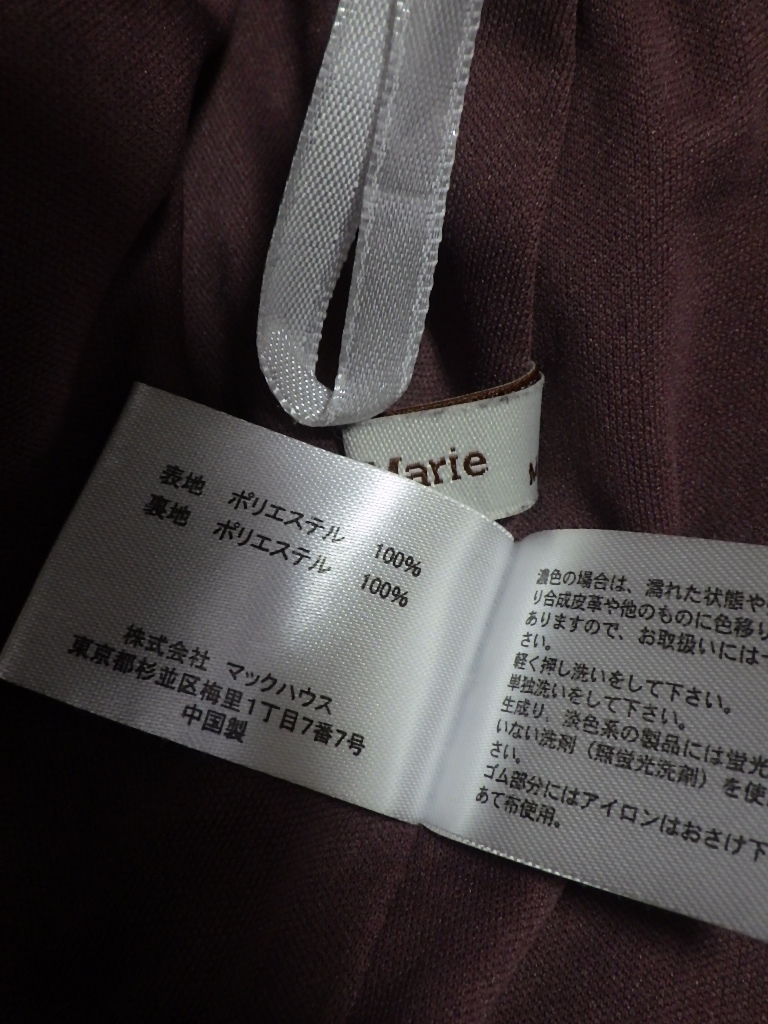 Marie
表地 ポリエステル 100%
裏地 ポリエステル 100%
株式会社 マックハウス
東京都杉並区梅里1丁目7番7号
中国製
濃色の場合は、濡れた状態や
り合成皮革や他のものに色移り
ありますので、お取扱いには
さい。
軽く押し洗いをして下さい。
単独洗いをして下さい。
生成り、淡色系の製品には蛍光
いない洗剤（無蛍光洗剤）を使
さい。
ゴム部分にはアイロンはおさけ下
あて布使用。